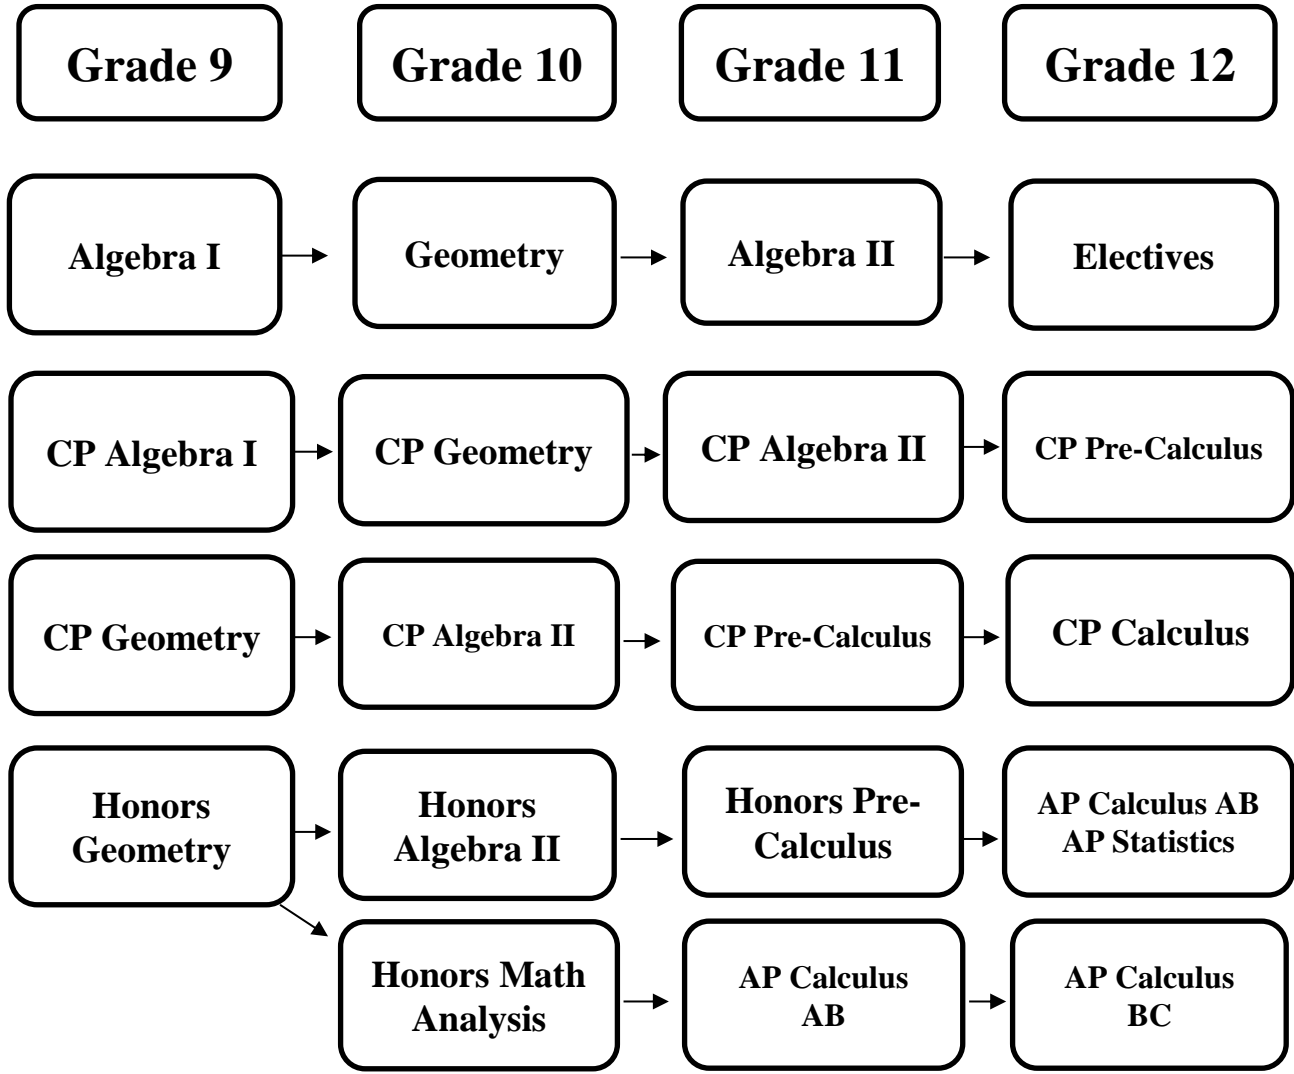 Grade 9
Grade 10
Grade 11
Grade 12
Algebra I
Geometry
Algebra II
Electives
CP Algebra I
CP Geometry
CP Algebra II
CP Pre-Calculus
CP Geometry
CP Algebra II
CP Pre-Calculus
CP Calculus
Honors
Geometry
Honors
Algebra II
Honors Pre-
Calculus
AP Calculus AB
AP Statistics
Honors Math
Analysis
AP Calculus
AB
AP Calculus
BC